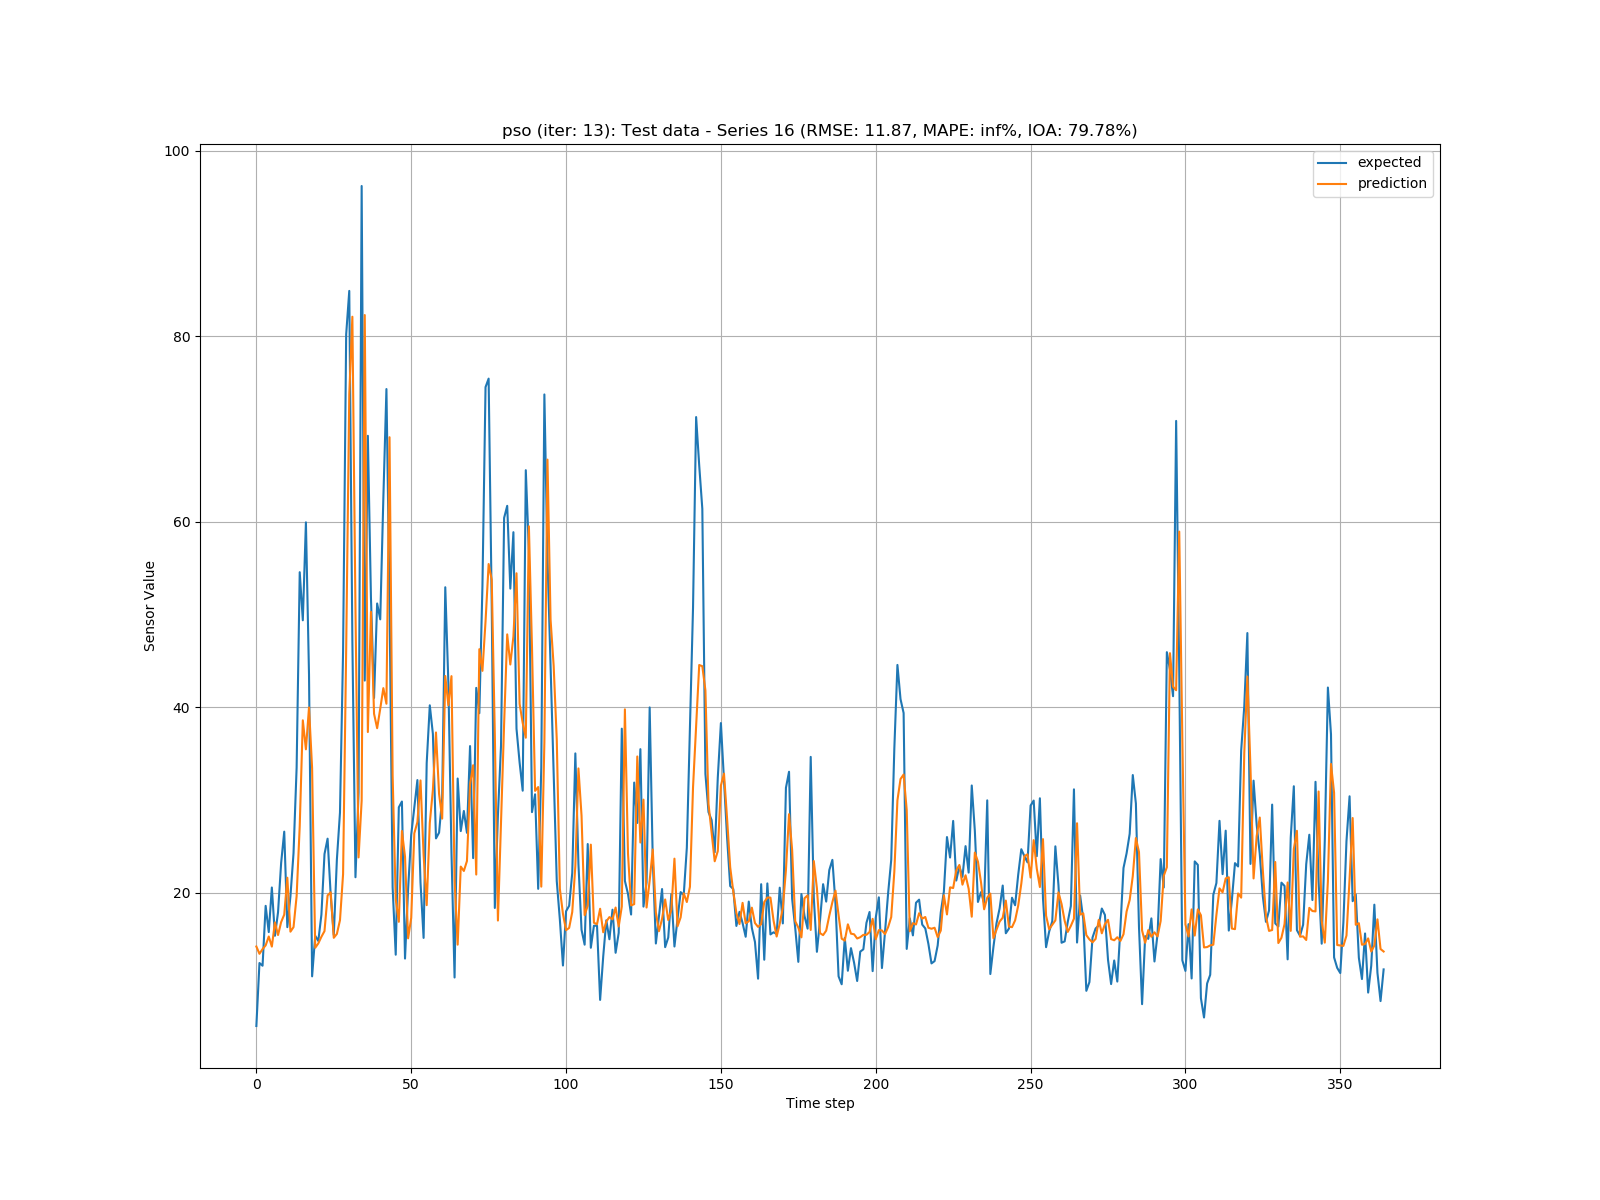 pso (iter: 13): Test data - Series 16 (RMSE: 11.87, MAPE: inf%, IOA: 79.78%)
expected
prediction
100
80
60
40
20
Sensor Value
0 50 100 150 200 250 300 350
Time step